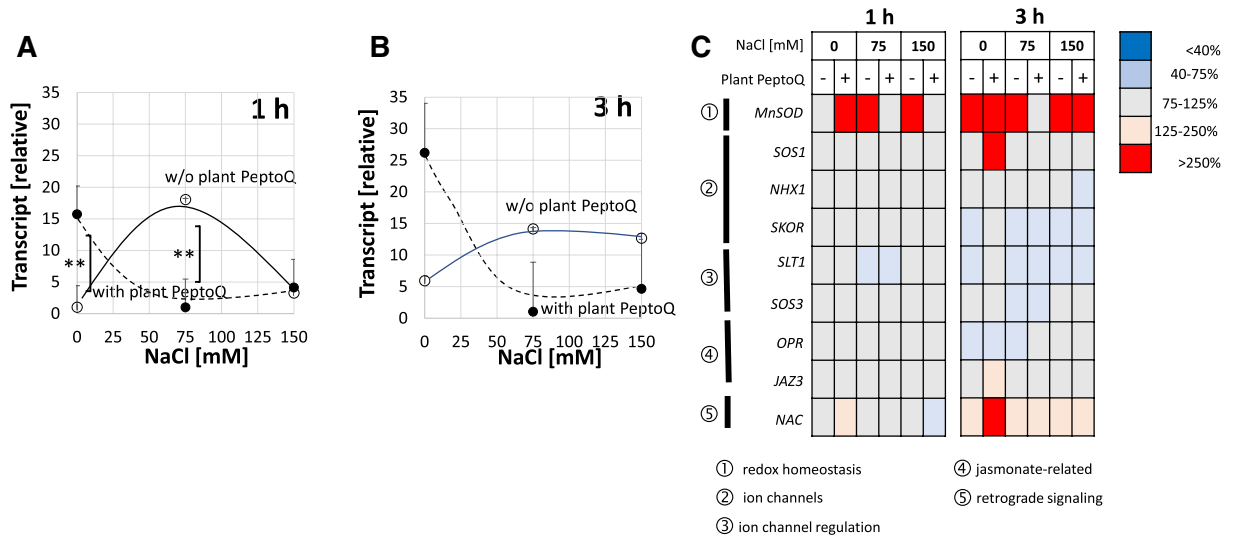 A
1 h
Transcript [relative]
35
30
25
20
15
10
5
0
w/o plant PeptoQ
**
**
with plant PeptoQ
0 25 50 75 100 125 150
NaCl [mM]
B
3 h
Transcript [relative]
35
30
25
20
15
10
5
0
w/o plant PeptoQ
with plant PeptoQ
0 25 50 75 100 125 150
NaCl [mM]
C
1 h 3 h
NaCl [mM] 0 75 150 0 75 150
Plant PeptoQ - + - + - + - + - + - +
① MnSOD
SOS1
② NHX1
SKOR
③ SLT1
SOS3
④ OPR
JAZ3
⑤ NAC
<40%
40-75%
75-125%
125-250%
>250%
① redox homeostasis
② ion channels
③ ion channel regulation
④ jasmonate-related
⑤ retrograde signaling